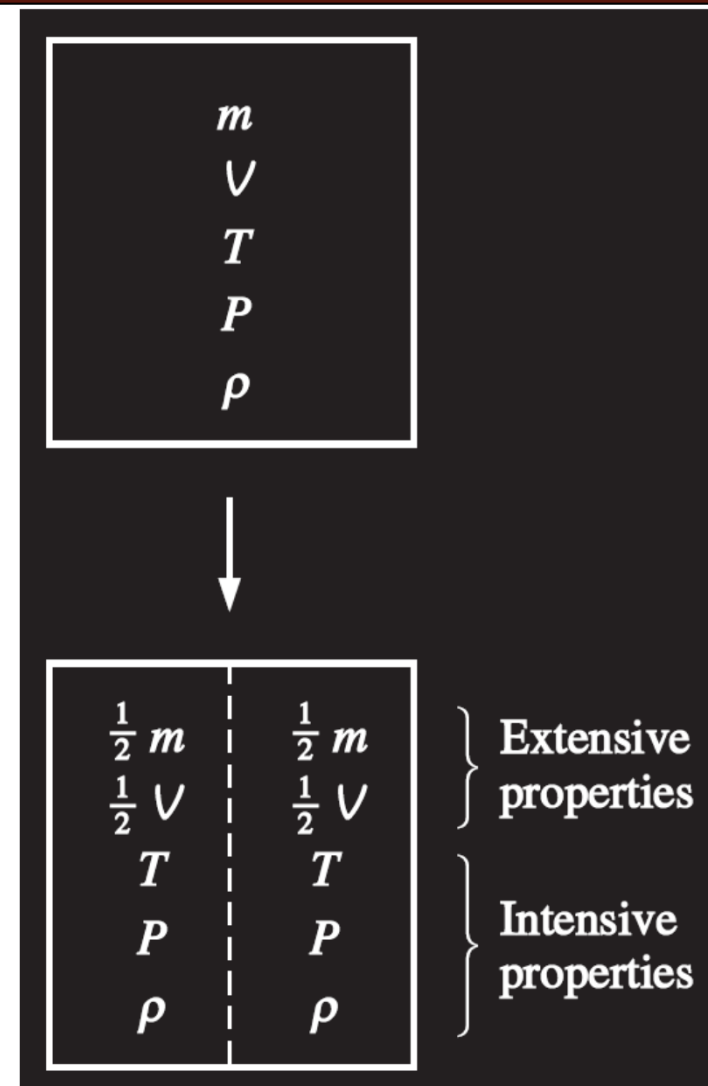 m
V
T
P
ρ
½ m ½ m
½ V ½ V
Extensive
properties
T T
P P
ρ ρ
Intensive
properties